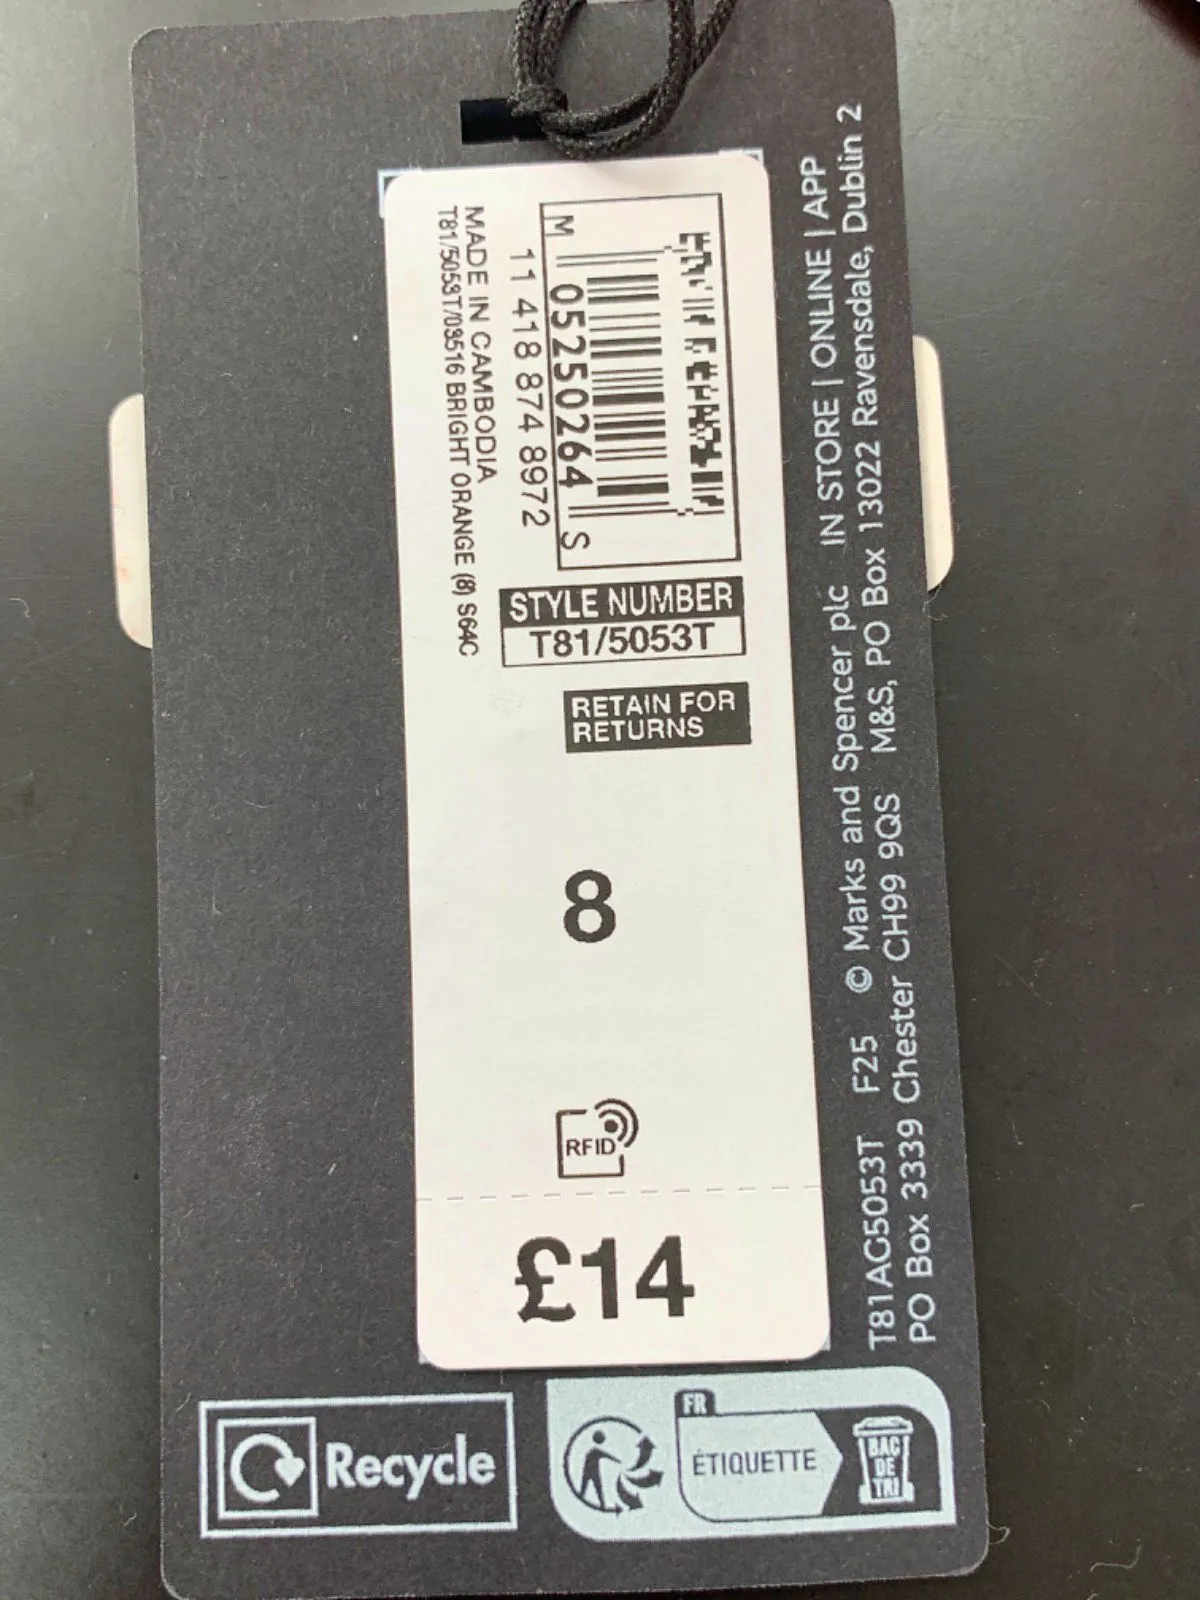 M 05250264 S
11 418 874 8972
MADE IN CAMBODIA
T81/5053T/03516 BRIGHT ORANGE (8) S64C
STYLE NUMBER
T81/5053T
RETAIN FOR
RETURNS
8
RFID
£14
T81AG5053T F25 © Marks and Spencer plc IN STORE | ONLINE | APP
PO Box 3339 Chester CH99 9QS M&S, PO Box 13022 Ravensdale, Dublin 2
Recycle
FR
ÉTIQUETTE
BAC
DE
TRI